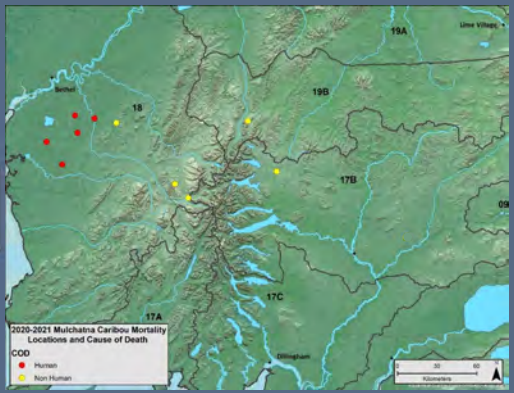 19A
Lime Village
Bethel
19B
18
17B
09
17C
17A
2020-2021 Mulchatna Caribou Mortality
Locations and Cause of Death
COD
Human
Non Human
Dillingham
0 30 60
Kilometers
N